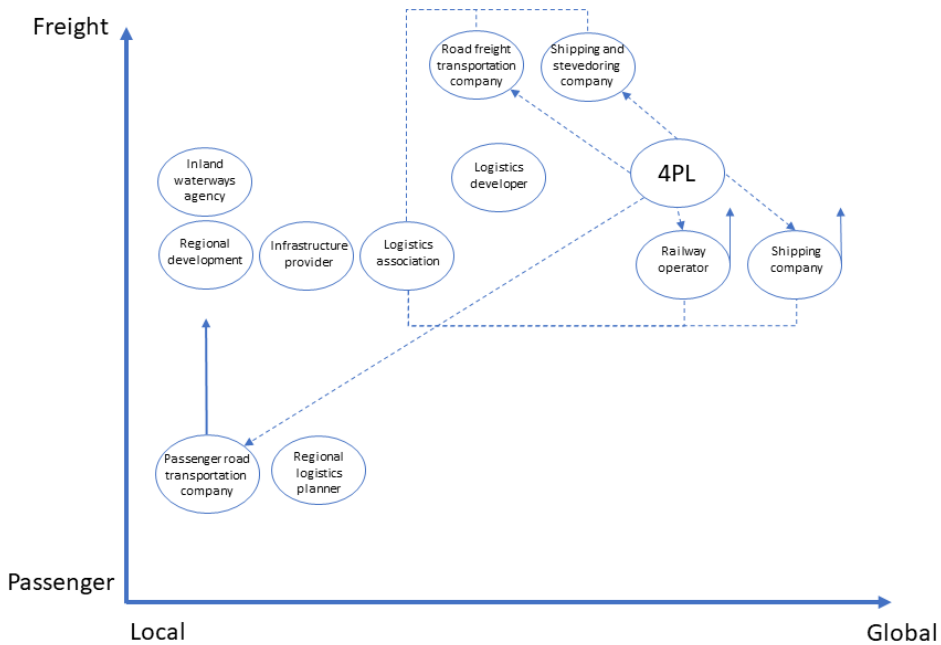 Freight
Road freight
transportation
company
Shipping and
stevedoring
company
Inland
waterways
agency
Logistics
developer
4PL
Regional
development
Infrastructure
provider
Logistics
association
Railway
operator
Shipping
company
Passenger road
transportation
company
Regional
logistics
planner
Passenger
Local
Global